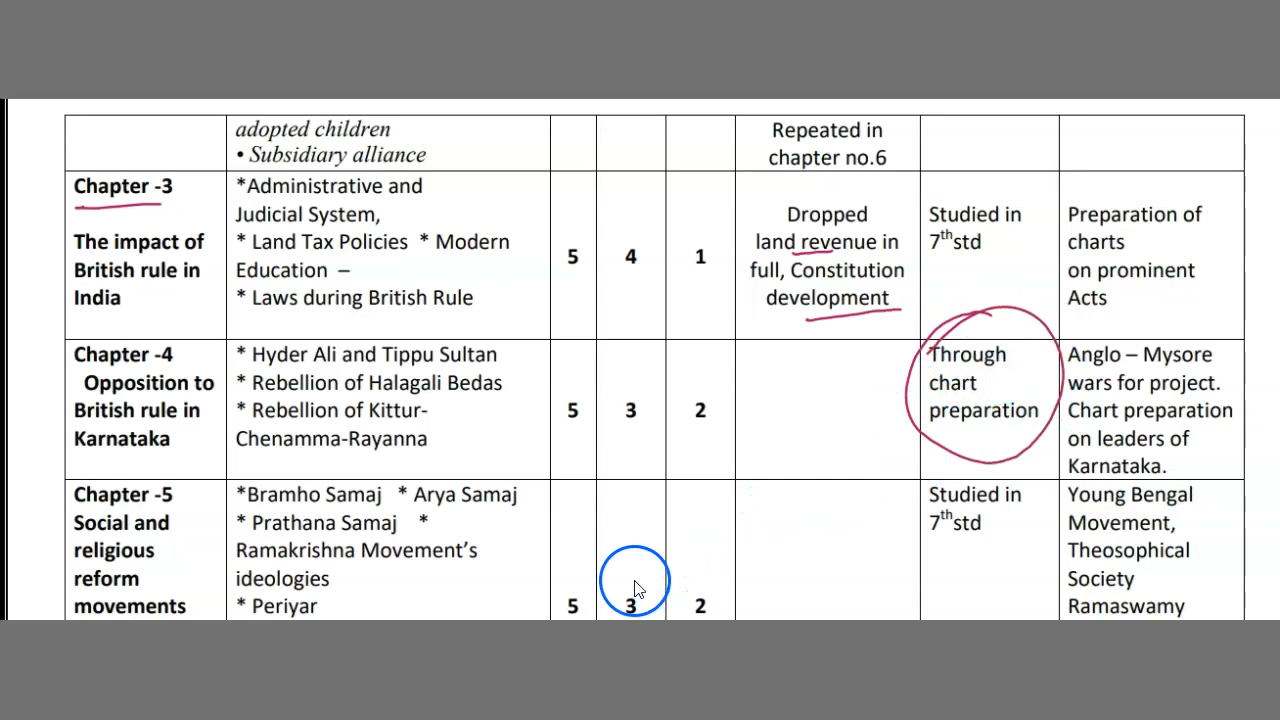 adopted children
• Subsidiary alliance
Repeated in
chapter no.6
Chapter -3
The impact of
British rule in
India
*Administrative and
Judicial System,
* Land Tax Policies * Modern
Education –
* Laws during British Rule
5
4
1
Dropped
land revenue in
full, Constitution
development
Studied in
7thstd
Preparation of
charts
on prominent
Acts
Chapter -4
Opposition to
British rule in
Karnataka
* Hyder Ali and Tippu Sultan
* Rebellion of Halagali Bedas
* Rebellion of Kittur-
Chenamma-Rayanna
5
3
2
Through
chart
preparation
Anglo – Mysore
wars for project.
Chart preparation
on leaders of
Karnataka.
Chapter -5
Social and
religious
reform
movements
*Bramho Samaj * Arya Samaj
* Prathana Samaj *
Ramakrishna Movement's
ideologies
* Periyar
5
3
2
Studied in
7thstd
Young Bengal
Movement,
Theosophical
Society
Ramaswamy